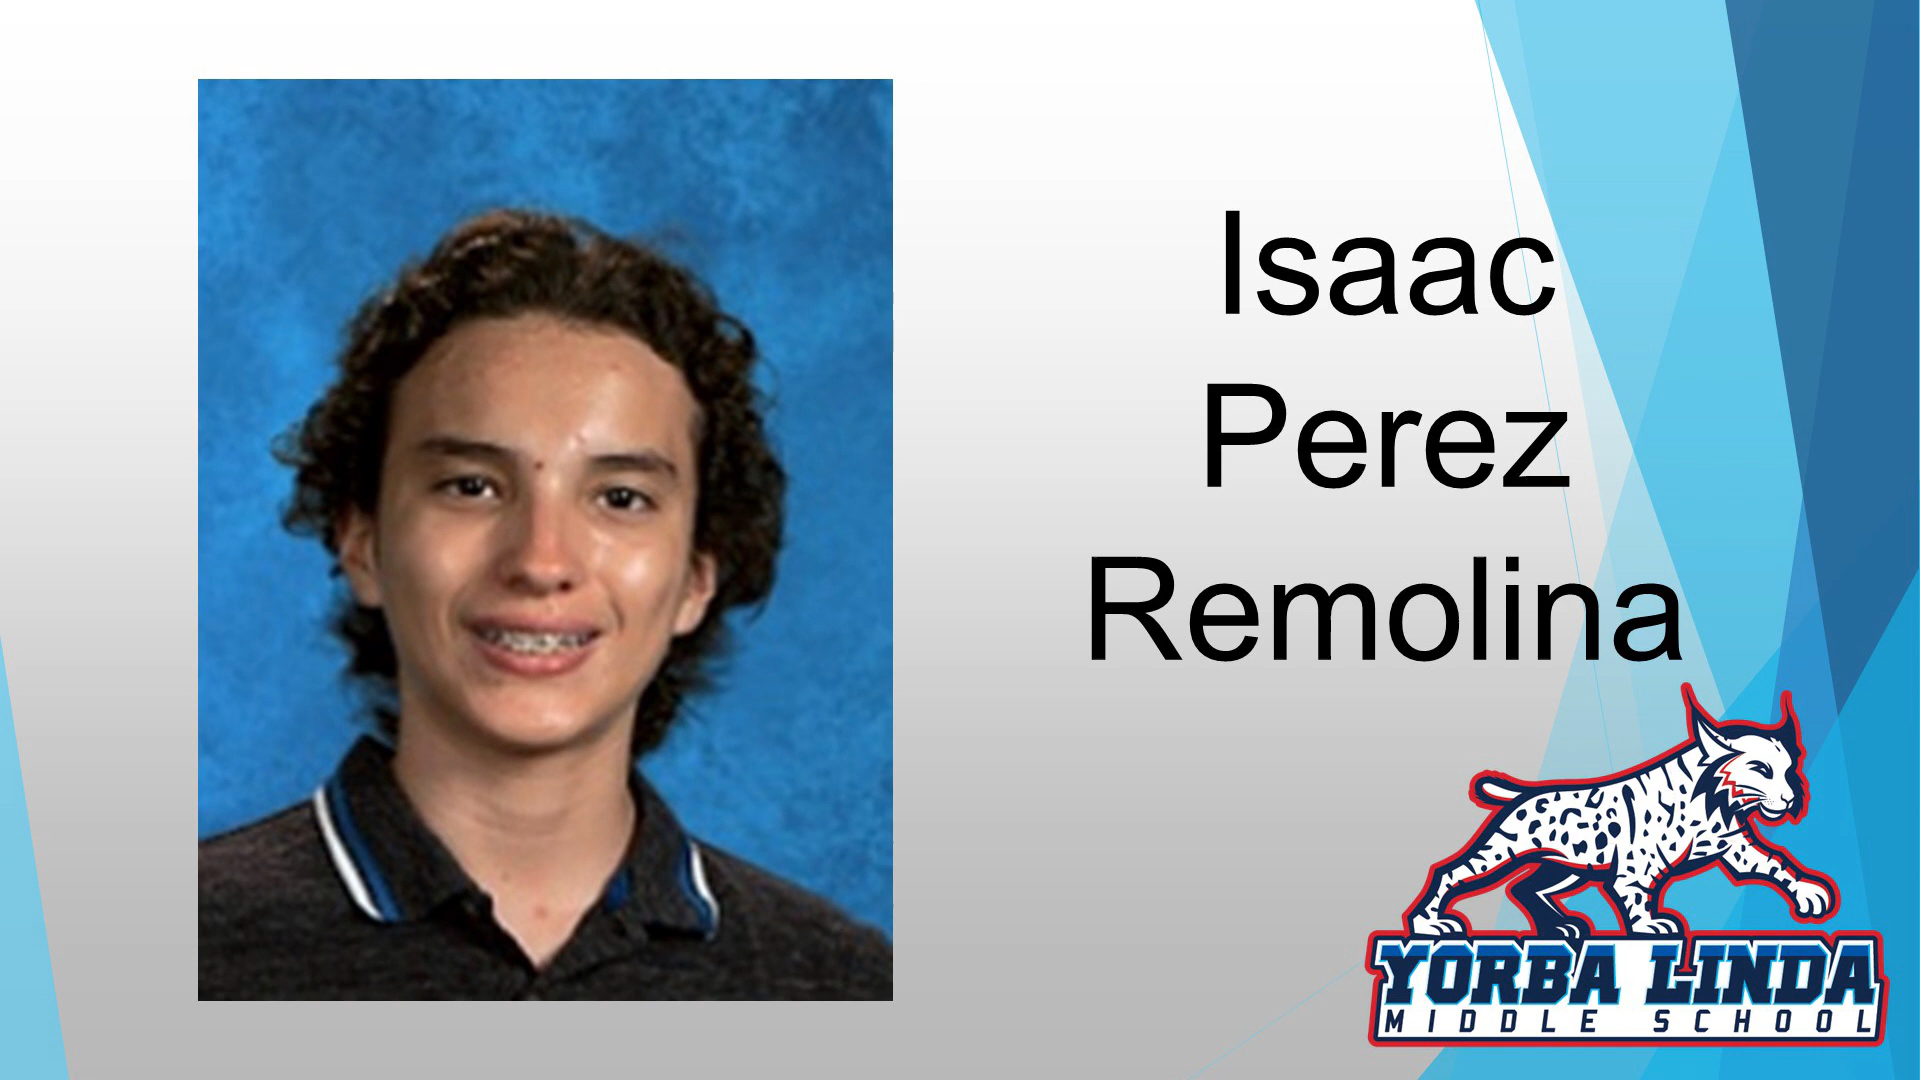 Isaac
Perez
Remolina
YORBA LINDA
MIDDLE SCHOOL